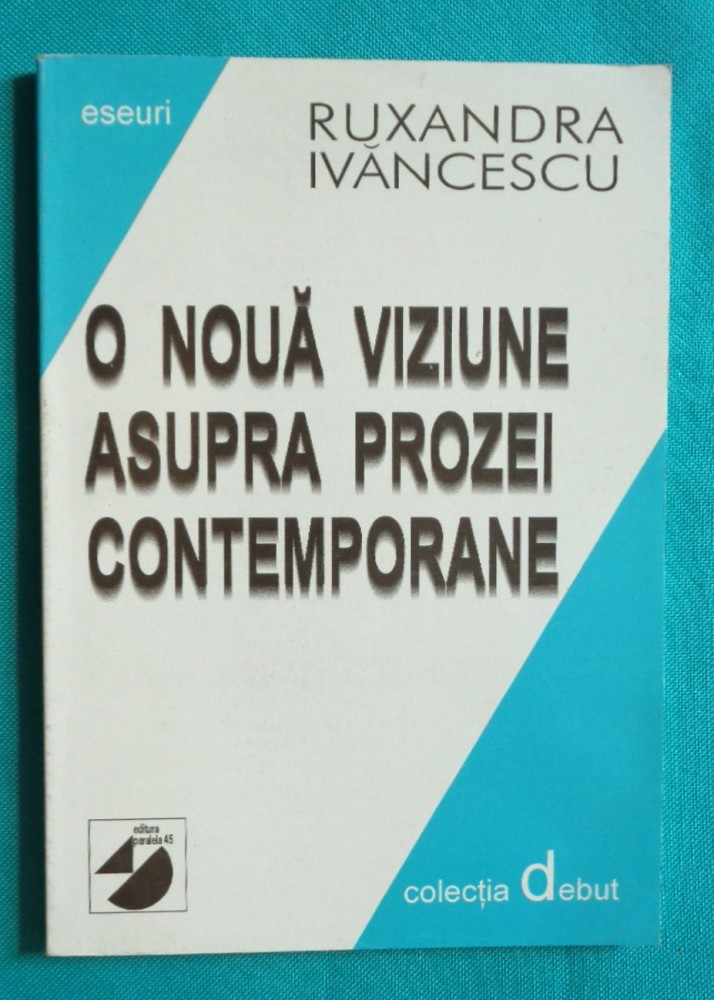 eseuri
RUXANDRA
IVĂNCESCU
O NOUĂ VIZIUNE
ASUPRA PROZEI
CONTEMPORANE
editura
paralela 45
colecția debut